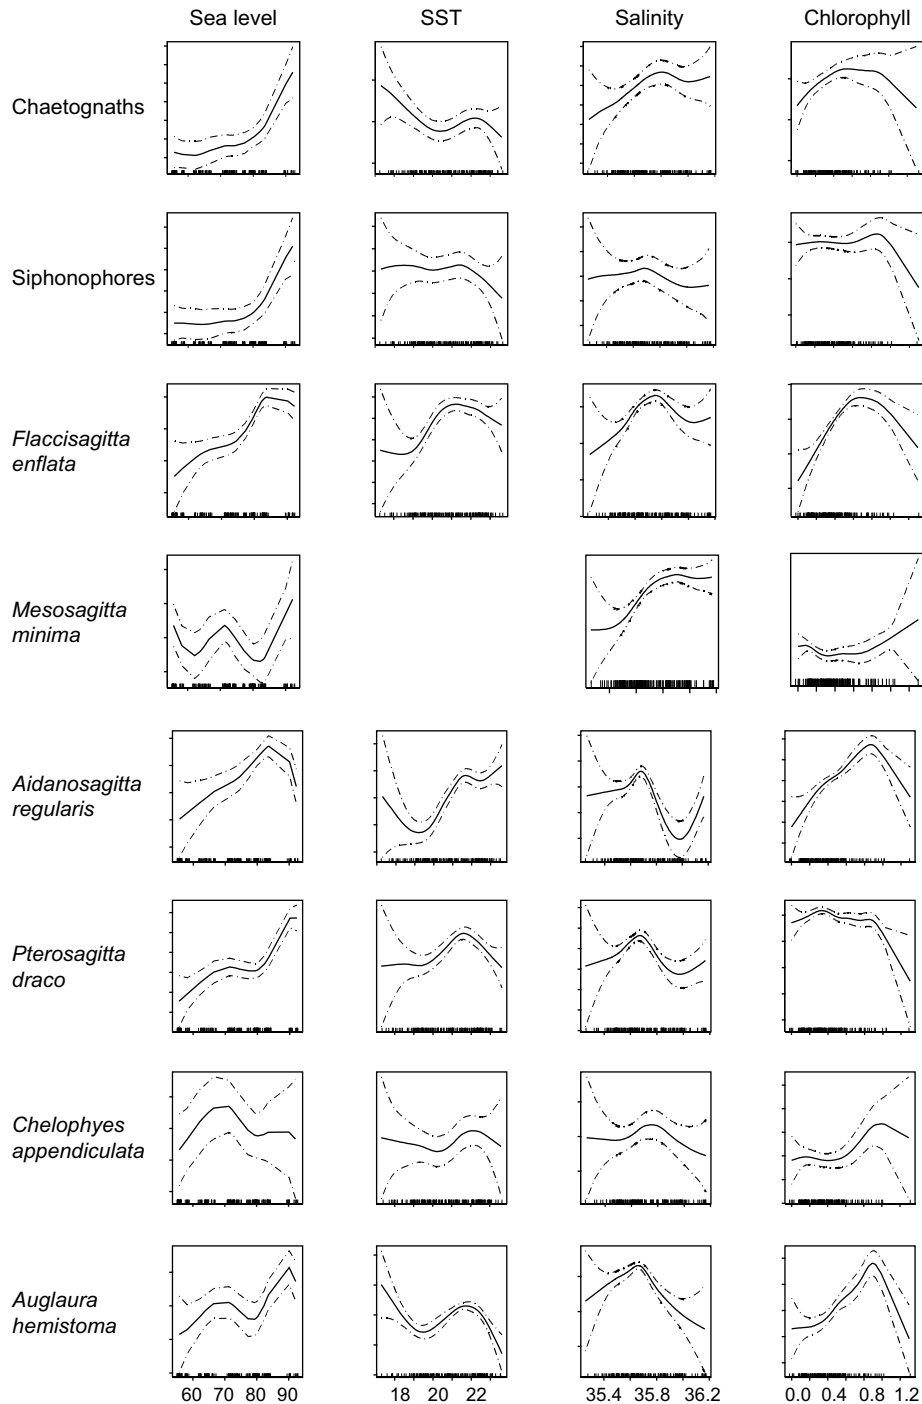 Sea level SST Salinity Chlorophyll
Chaetognaths
Siphonophores
Flaccisagitta
enflata
Mesosagitta
minima
Aidanosagitta
regularis
Pterosagitta
draco
Chelophyes
appendiculata
Auglaura
hemistoma
60 70 80 90 18 20 22 35.4 35.8 36.2 0.0 0.4 0.8 1.2